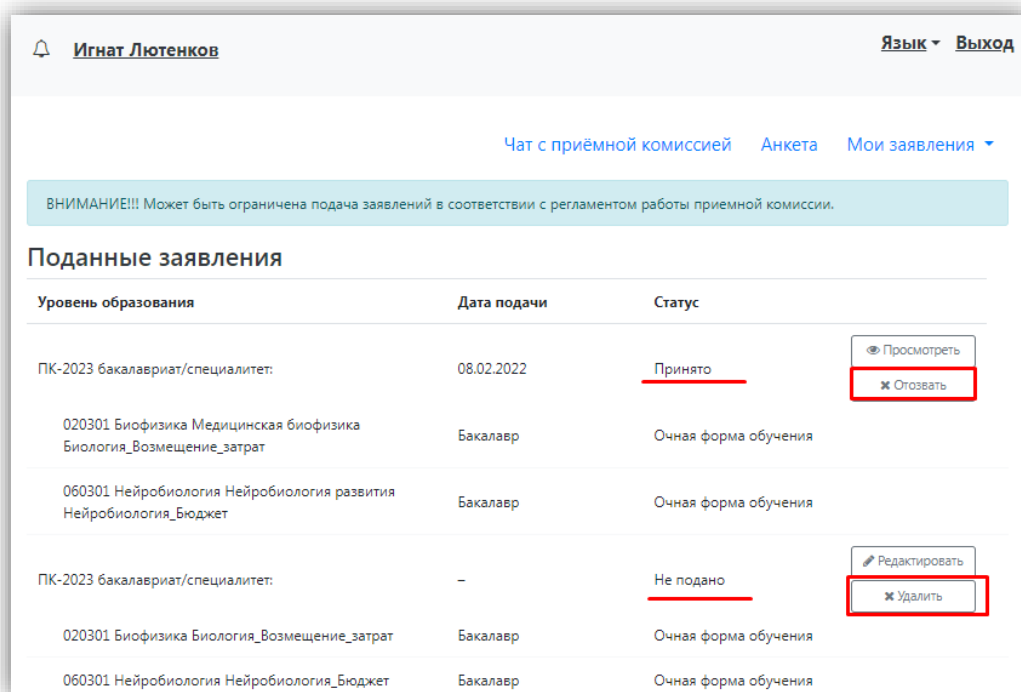 Игнат Лютенков
Язык Выход
Чат с приёмной комиссией Анкета Мои заявления
ВНИМАНИЕ!!! Может быть ограничена подача заявлений в соответствии с регламентом работы приемной комиссии.
Поданные заявления
Уровень образования Дата подачи Статус
Просмотреть
ПК-2023 бакалавриат/специалитет: 08.02.2022 Принято
Отозвать
020301 Биофизика Медицинская биофизика
Биология_Возмещение_затрат Бакалавр Очная форма обучения
060301 Нейробиология Нейробиология развития
Нейробиология_Бюджет Бакалавр Очная форма обучения
Редактировать
ПК-2023 бакалавриат/специалитет: – Не подано
Удалить
020301 Биофизика Биология_Возмещение_затрат Бакалавр Очная форма обучения
060301 Нейробиология Нейробиология_Бюджет Бакалавр Очная форма обучения